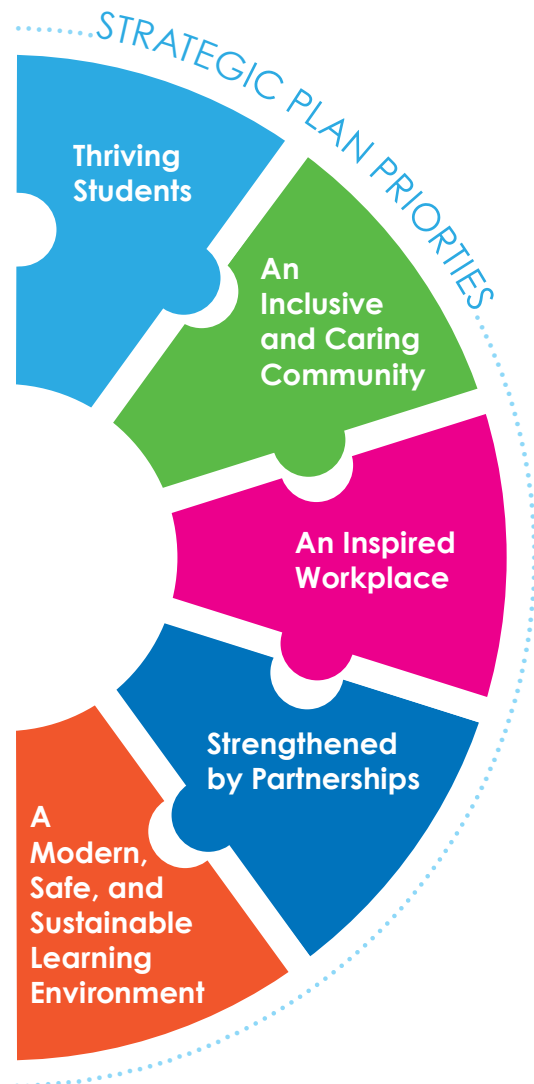 STRATEGIC PLAN PRIORTIES
Thriving
Students
An
Inclusive
and Caring
Community
An Inspired
Workplace
Strengthened
by Partnerships
A
Modern,
Safe, and
Sustainable
Learning
Environment